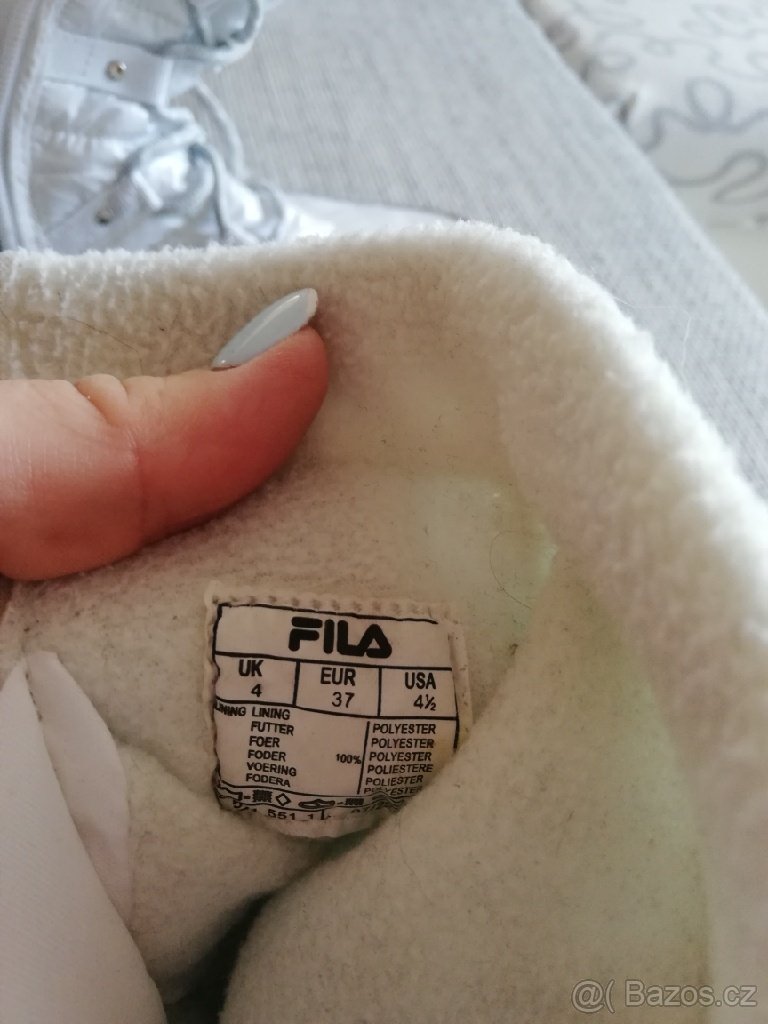 FILA
UK EUR USA
4 37 4½
LINING
FUTTER POLYESTER
FOER POLYESTER
FODER 100% POLYESTER
VOERING POLIESTERE
FODERA POLIESTER
POLYESTER
551
@( Bazos.cz